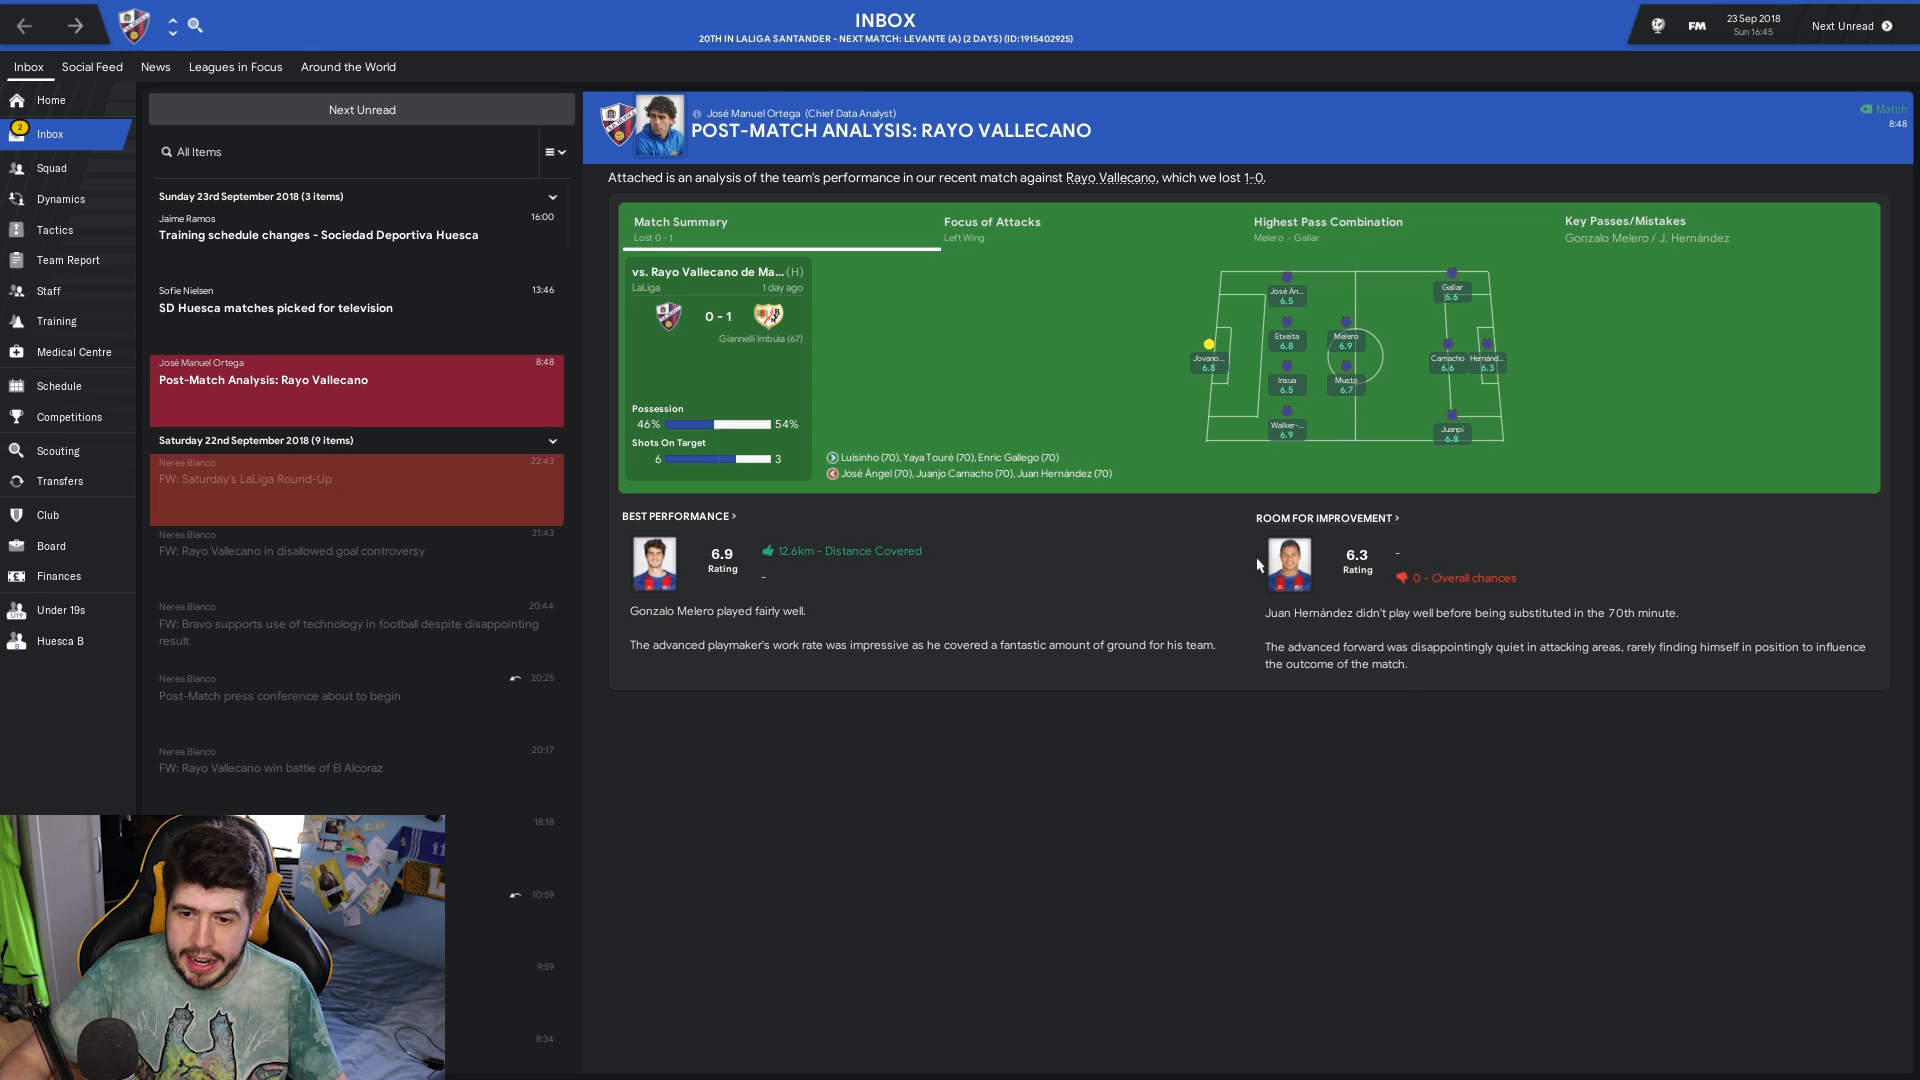 INBOX
20TH IN LALIGA SANTANDER - NEXT MATCH: LEVANTE (A) (2 DAYS) (ID:1915402925)
FM
23 Sep 2018
Sun 16:45
Next Unread
Inbox
Social Feed
News
Leagues in Focus
Around the World
Home
2
Inbox
Squad
Dynamics
Tactics
Team Report
Staff
Training
Medical Centre
Schedule
Competitions
Scouting
Transfers
Club
Board
Finances
Under 19s
Huesca B
Next Unread
All Items
Sunday 23rd September 2018 (3 items)
Jaime Ramos
16:00
Training schedule changes - Sociedad Deportiva Huesca
Sofie Nielsen
13:46
SD Huesca matches picked for television
José Manuel Ortega
8:48
Post-Match Analysis: Rayo Vallecano
Saturday 22nd September 2018 (9 items)
Nerea Blanco
22:43
FW: Saturday's LaLiga Round-Up
Nerea Blanco
21:43
FW: Rayo Vallecano in disallowed goal controversy
Nerea Blanco
20:44
FW: Bravo supports use of technology in football despite disappointing
result
Nerea Blanco
20:25
Post-Match press conference about to begin
Nerea Blanco
20:17
FW: Rayo Vallecano win battle of El Alcoraz
18:18
10:59
9:59
8:34
José Manuel Ortega (Chief Data Analyst)
POST-MATCH ANALYSIS: RAYO VALLECANO
Match
8:48
Attached is an analysis of the team's performance in our recent match against Rayo Vallecano, which we lost 1-0.
Match Summary
Lost 0 - 1
Focus of Attacks
Left Wing
Highest Pass Combination
Melero - Gallar
Key Passes/Mistakes
Gonzalo Melero / J. Hernández
vs. Rayo Vallecano de Ma... (H)
LaLiga
1 day ago
0 - 1
Giannelli Imbula (67)
Possession
46%
54%
Shots On Target
6
3
Jovano...
6.8
José Án...
6.5
Etxeita
6.8
Insua
6.5
Walker-...
6.9
Melero
6.9
Musto
6.7
Gallar
6.6
Camacho
6.6
Hernánd...
6.3
Juanpi
6.8
Luisinho (70), Yaya Touré (70), Enric Gallego (70)
José Ángel (70), Juanjo Camacho (70), Juan Hernández (70)
BEST PERFORMANCE >
6.9
Rating
12.6km - Distance Covered
-
Gonzalo Melero played fairly well.
The advanced playmaker's work rate was impressive as he covered a fantastic amount of ground for his team.
ROOM FOR IMPROVEMENT >
6.3
Rating
-
0 - Overall chances
Juan Hernández didn't play well before being substituted in the 70th minute.
The advanced forward was disappointingly quiet in attacking areas, rarely finding himself in position to influence
the outcome of the match.